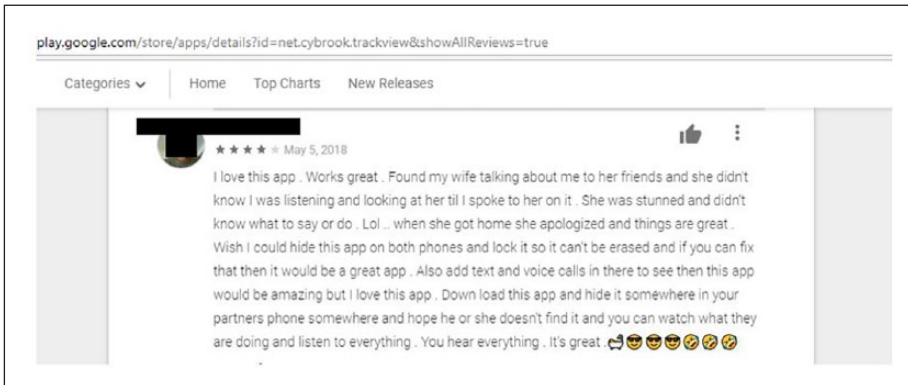 play.google.com/store/apps/details?id=net.cybrook.trackview&showAllReviews=true
Categories Home Top Charts New Releases
May 5, 2018
I love this app . Works great . Found my wife talking about me to her friends and she didn't
know I was listening and looking at her til I spoke to her on it . She was stunned and didn't
know what to say or do . Lol .. when she got home she apologized and things are great .
Wish I could hide this app on both phones and lock it so it can't be erased and if you can fix
that then it would be a great app . Also add text and voice calls in there to see then this app
would be amazing but I love this app . Down load this app and hide it somewhere in your
partners phone somewhere and hope he or she doesn't find it and you can watch what they
are doing and listen to everything . You hear everything . It's great .